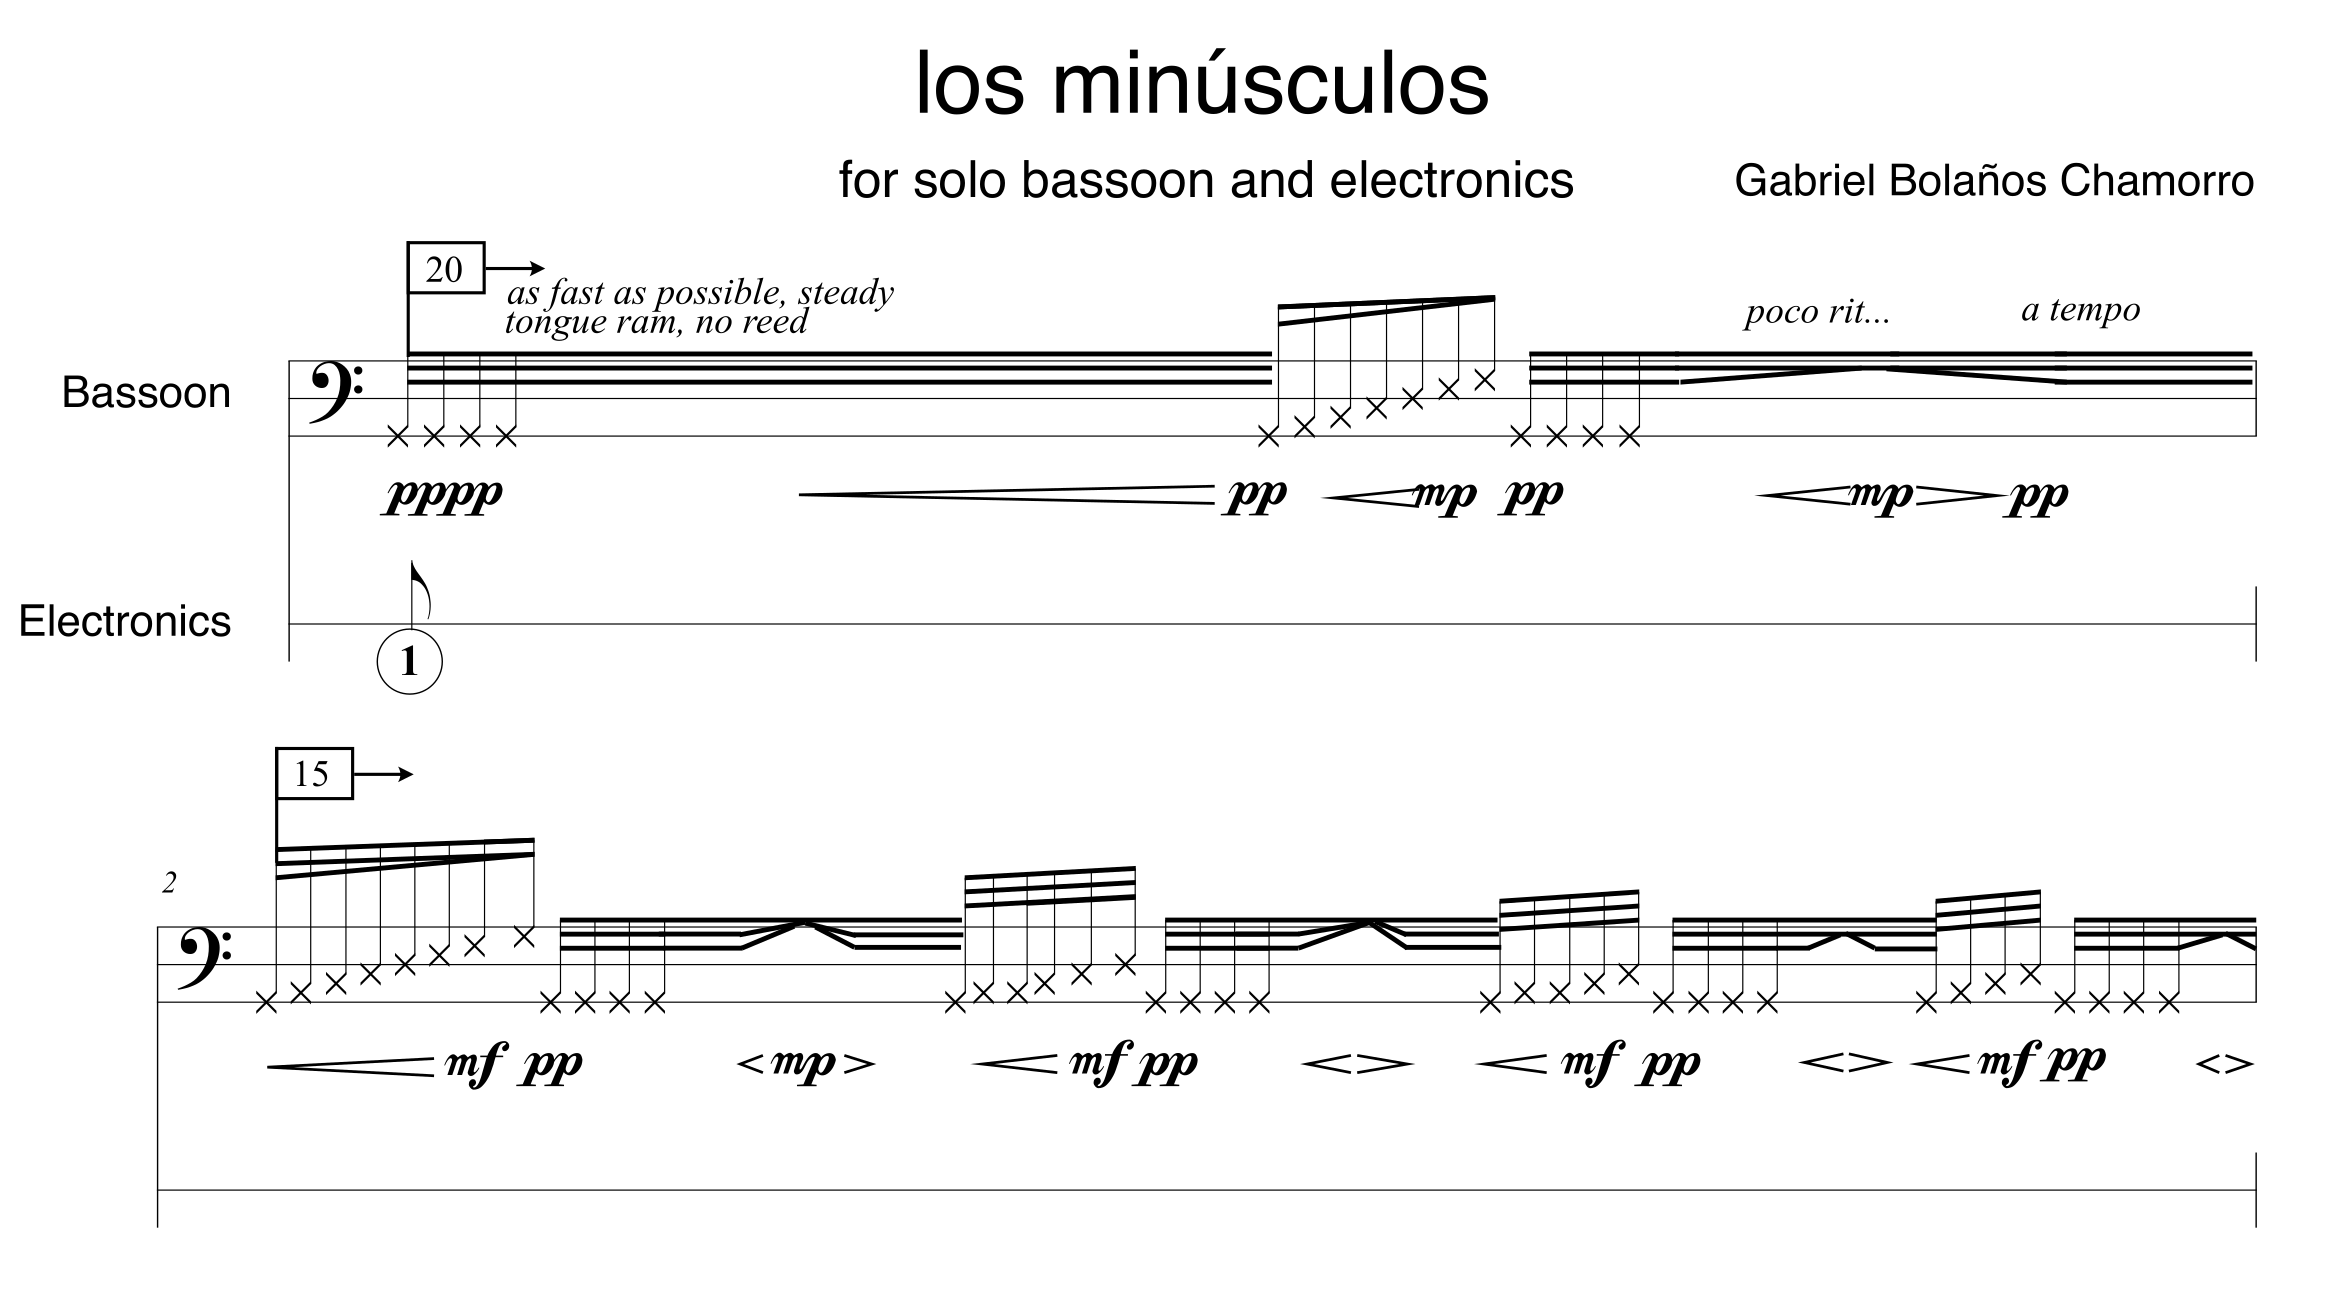 los minúsculos
for solo bassoon and electronics
Gabriel Bolaños Chamorro
20
as fast as possible, steady
tongue ram, no reed
poco rit...
a tempo
Bassoon
pppp pp mp pp mp pp
Electronics
1
15
2
mf pp mp mf pp mf pp mf pp